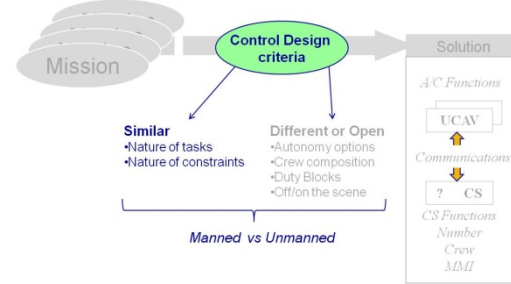 Mission
Control Design
criteria
Solution
A/C Functions
UCAV
Communications
? CS
CS Functions
Number
Crew
MMI
Similar
•Nature of tasks
•Nature of constraints
Different or Open
•Autonomy options
•Crew composition
•Duty Blocks
•Off/on the scene
Manned vs Unmanned